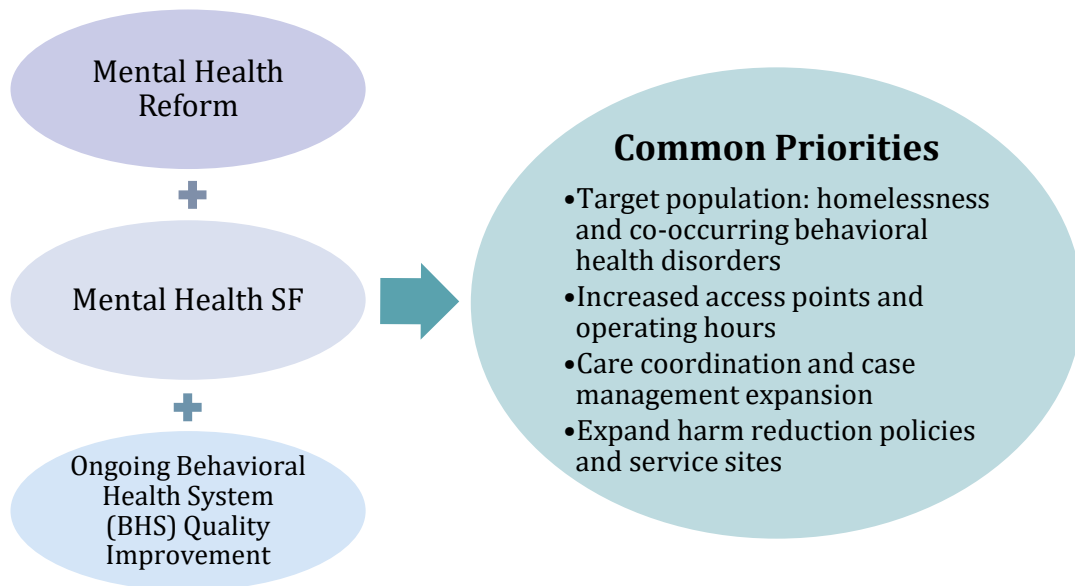 Mental Health
Reform
Mental Health SF
Ongoing Behavioral
Health System
(BHS) Quality
Improvement
Common Priorities
•Target population: homelessness
and co-occurring behavioral
health disorders
•Increased access points and
operating hours
•Care coordination and case
management expansion
•Expand harm reduction policies
and service sites